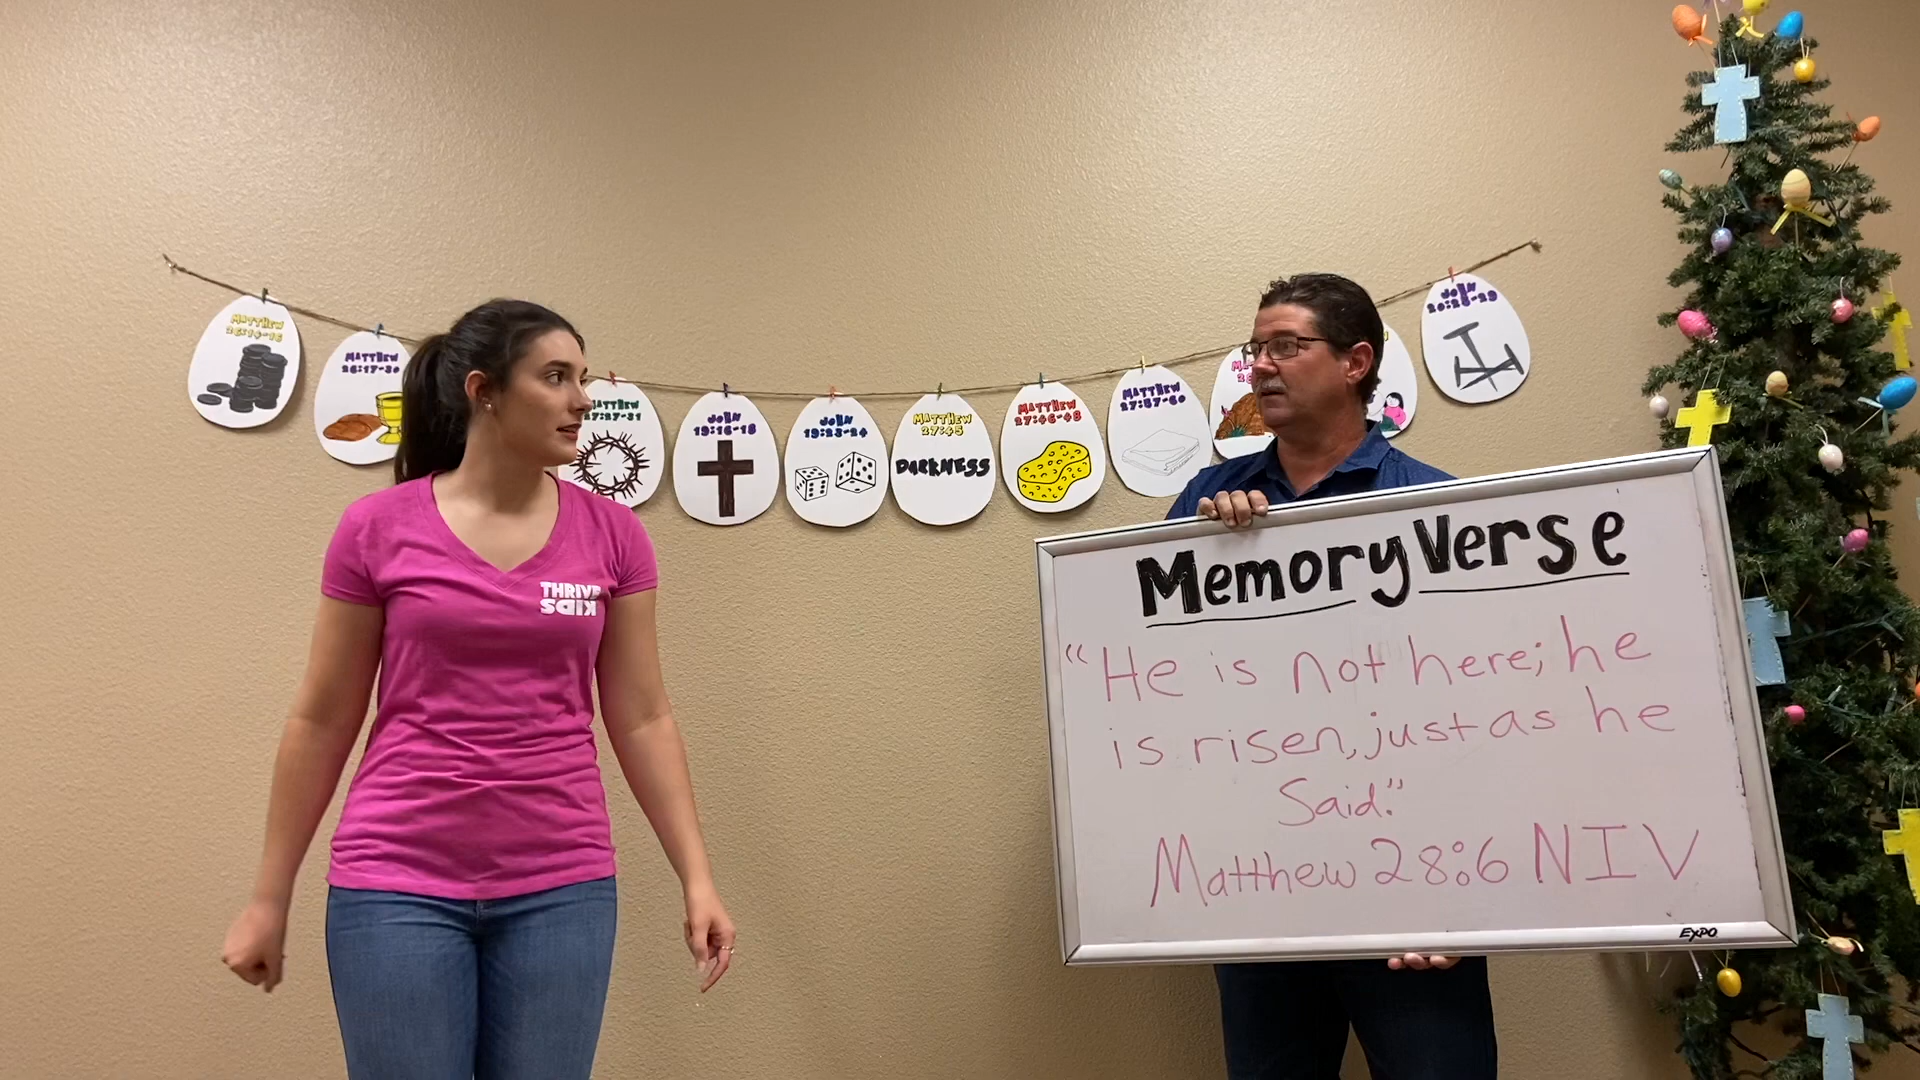 MATTHEW
26:14-16
MATTHEW
26:17-30
MATTHEW
27:27-31
JOHN
19:16-18
JOHN
19:23-24
MATTHEW
27:45
DARKNESS
MATTHEW
27:46-48
MATTHEW
27:57-60
JOHN
20:25-29
THRIVE
KIDS
Memory Verse
“He is not here; he
is risen, just as he
Said.”
Matthew 28:6 NIV
EXPO